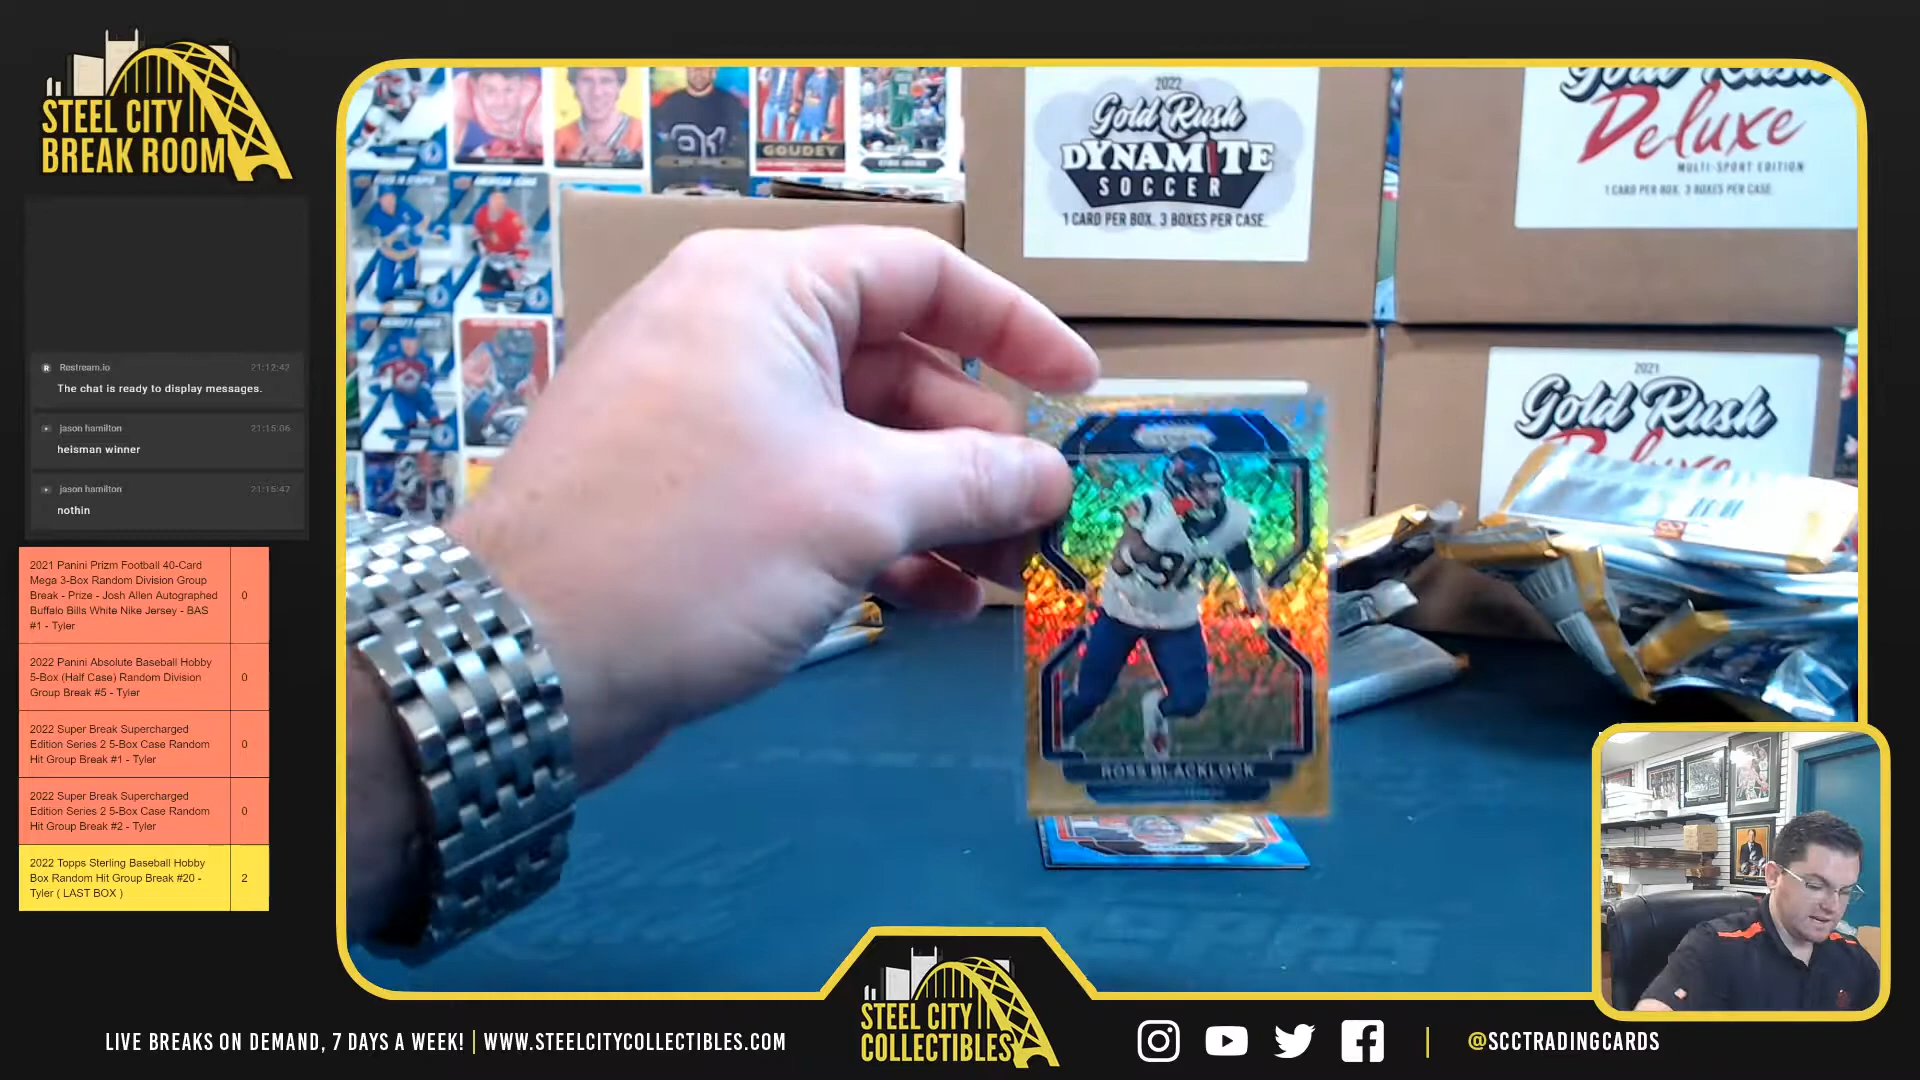 STEEL CITY
BREAK ROOM
Restream.io 21:12:42
The chat is ready to display messages.
jason hamilton 21:15:06
heisman winner
jason hamilton 21:15:47
nothin
2021 Panini Prizm Football 40-Card
Mega 3-Box Random Division Group
Break - Prize - Josh Allen Autographed
Buffalo Bills White Nike Jersey - BAS
#1 - Tyler
0
2022 Panini Absolute Baseball Hobby
5-Box (Half Case) Random Division
Group Break #5 - Tyler
0
2022 Super Break Supercharged
Edition Series 2 5-Box Case Random
Hit Group Break #1 - Tyler
0
2022 Super Break Supercharged
Edition Series 2 5-Box Case Random
Hit Group Break #2 - Tyler
0
2022 Topps Sterling Baseball Hobby
Box Random Hit Group Break #20 -
Tyler ( LAST BOX )
2
GOUDEY
2022
Gold Rush
DYNAMITE
SOCCER
1 CARD PER BOX. 3 BOXES PER CASE.
Gold Rush
Deluxe
MULTI-SPORT EDITION
1 CARD PER BOX. 3 BOXES PER CASE.
2021
Gold Rush
Deluxe
ROSS BLACKLOCK
LIVE BREAKS ON DEMAND, 7 DAYS A WEEK! | WWW.STEELCITYCOLLECTIBLES.COM
STEEL CITY
COLLECTIBLES
@SCCTRADINGCARDS